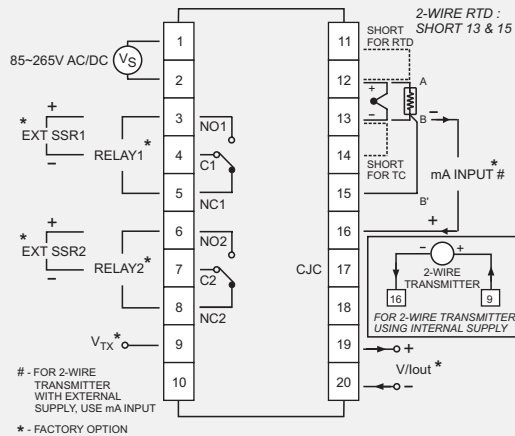 2-WIRE RTD :
SHORT 13 & 15
SHORT
FOR RTD
1
11
85~265V AC/DC
VS
2
12
A
+
3
NO1
13
−
B
−
+
* EXT SSR1
−
RELAY1*
4
C1
14
SHORT
FOR TC
mA INPUT #*
5
NC1
15
B'
6
NO2
16
+
+
* EXT SSR2
−
RELAY2*
7
C2
CJC
17
−
+
2-WIRE
TRANSMITTER
16
9
FOR 2-WIRE TRANSMITTER
USING INTERNAL SUPPLY
8
NC2
18
VTX*
9
19
+
V/Iout *
10
20
−
# - FOR 2-WIRE
TRANSMITTER
WITH EXTERNAL
SUPPLY, USE mA INPUT
* - FACTORY OPTION